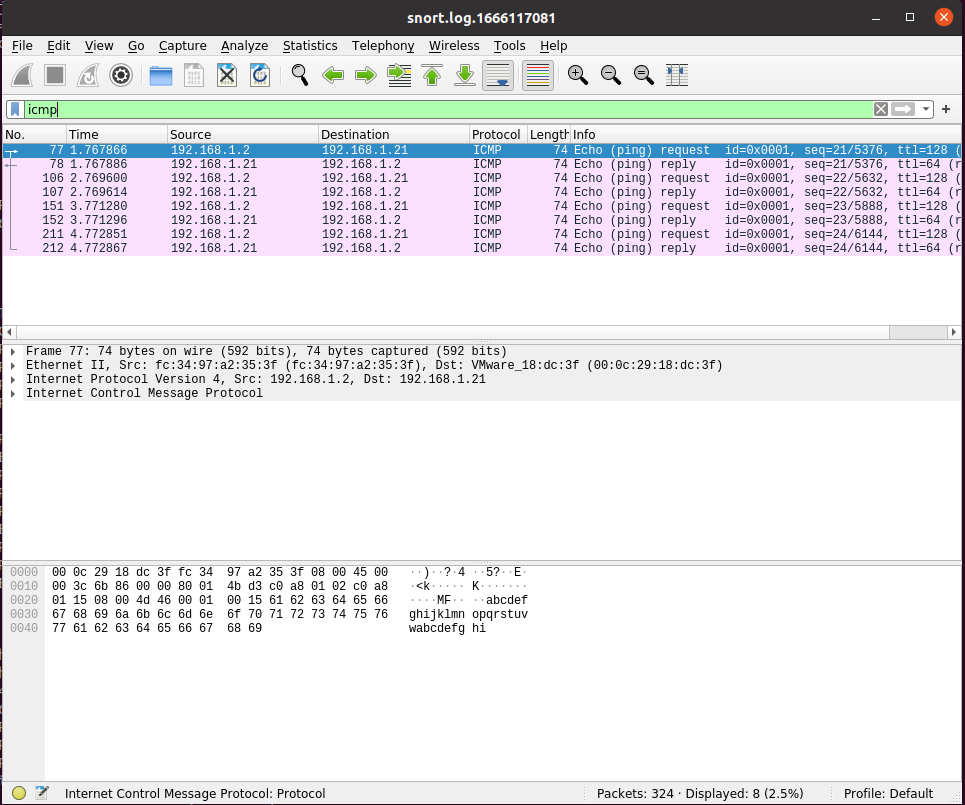 snort.log.1666117081
File Edit View Go Capture Analyze Statistics Telephony Wireless Tools Help
icmp
No. Time Source Destination Protocol Length Info
77 1.767866 192.168.1.2 192.168.1.21 ICMP 74 Echo (ping) request id=0x0001, seq=21/5376, ttl=128 (
78 1.767886 192.168.1.21 192.168.1.2 ICMP 74 Echo (ping) reply id=0x0001, seq=21/5376, ttl=64 (r
106 2.769600 192.168.1.2 192.168.1.21 ICMP 74 Echo (ping) request id=0x0001, seq=22/5632, ttl=128 (
107 2.769614 192.168.1.21 192.168.1.2 ICMP 74 Echo (ping) reply id=0x0001, seq=22/5632, ttl=64 (r
151 3.771280 192.168.1.2 192.168.1.21 ICMP 74 Echo (ping) request id=0x0001, seq=23/5888, ttl=128 (
152 3.771296 192.168.1.21 192.168.1.2 ICMP 74 Echo (ping) reply id=0x0001, seq=23/5888, ttl=64 (r
211 4.772851 192.168.1.2 192.168.1.21 ICMP 74 Echo (ping) request id=0x0001, seq=24/6144, ttl=128 (
212 4.772867 192.168.1.21 192.168.1.2 ICMP 74 Echo (ping) reply id=0x0001, seq=24/6144, ttl=64 (r
Frame 77: 74 bytes on wire (592 bits), 74 bytes captured (592 bits)
Ethernet II, Src: fc:34:97:a2:35:3f (fc:34:97:a2:35:3f), Dst: VMware_18:dc:3f (00:0c:29:18:dc:3f)
Internet Protocol Version 4, Src: 192.168.1.2, Dst: 192.168.1.21
Internet Control Message Protocol
0000 00 0c 29 18 dc 3f fc 34 97 a2 35 3f 08 00 45 00 ··)··?·4 ··5?··E·
0010 00 3c 6b 86 00 00 80 01 4b d3 c0 a8 01 02 c0 a8 ·<k····· K·······
0020 01 15 08 00 4d 46 00 01 00 15 61 62 63 64 65 66 ····MF·· ··abcdef
0030 67 68 69 6a 6b 6c 6d 6e 6f 70 71 72 73 74 75 76 ghijklmn opqrstuv
0040 77 61 62 63 64 65 66 67 68 69 wabcdefg hi
Internet Control Message Protocol: Protocol Packets: 324 · Displayed: 8 (2.5%) Profile: Default